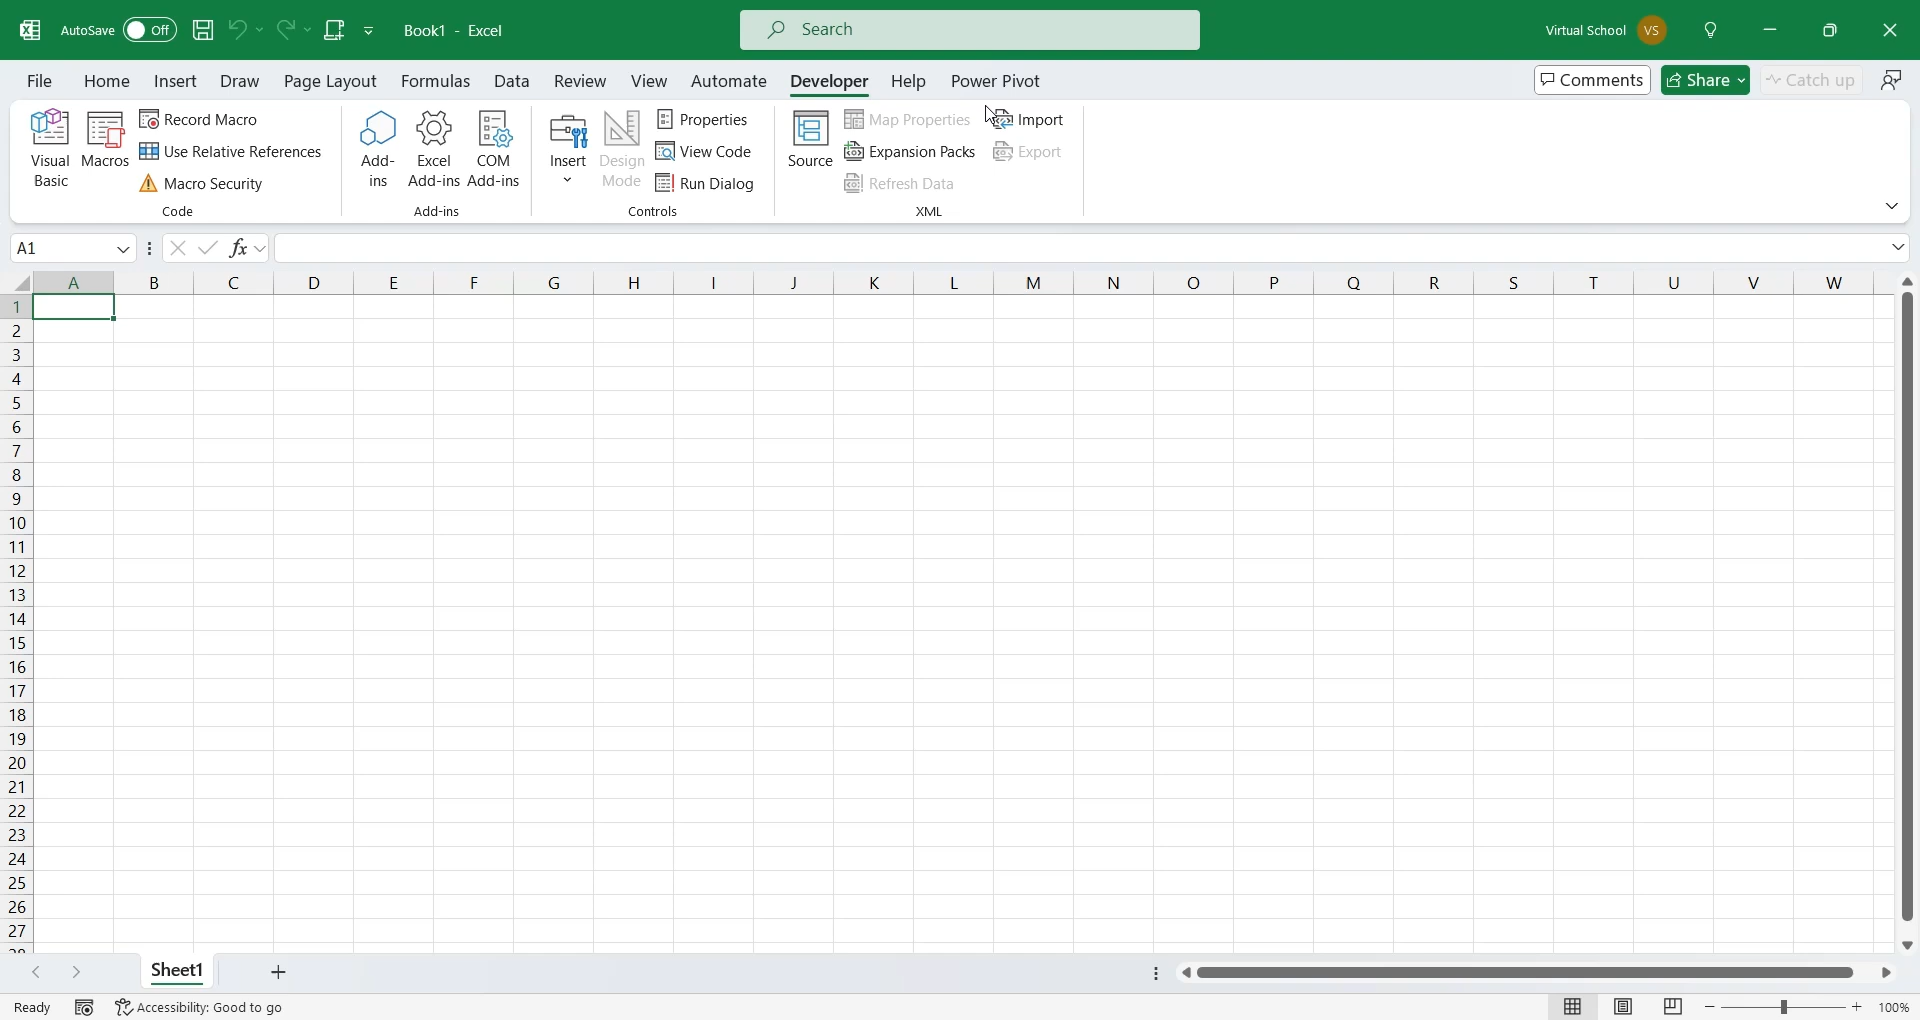 AutoSave Off Book1 - Excel Search Virtual School VS
File Home Insert Draw Page Layout Formulas Data Review View Automate Developer Help Power Pivot Comments Share Catch up
Visual Basic
Macros
Record Macro
Use Relative References
Macro Security
Code
Add-ins
Excel Add-ins
COM Add-ins
Add-ins
Insert
Design Mode
Properties
View Code
Run Dialog
Controls
Source
Map Properties
Expansion Packs
Refresh Data
Import
Export
XML
A1 fx
A B C D E F G H I J K L M N O P Q R S T U V W
1
2
3
4
5
6
7
8
9
10
11
12
13
14
15
16
17
18
19
20
21
22
23
24
25
26
27
28
Sheet1
Ready Accessibility: Good to go 100%